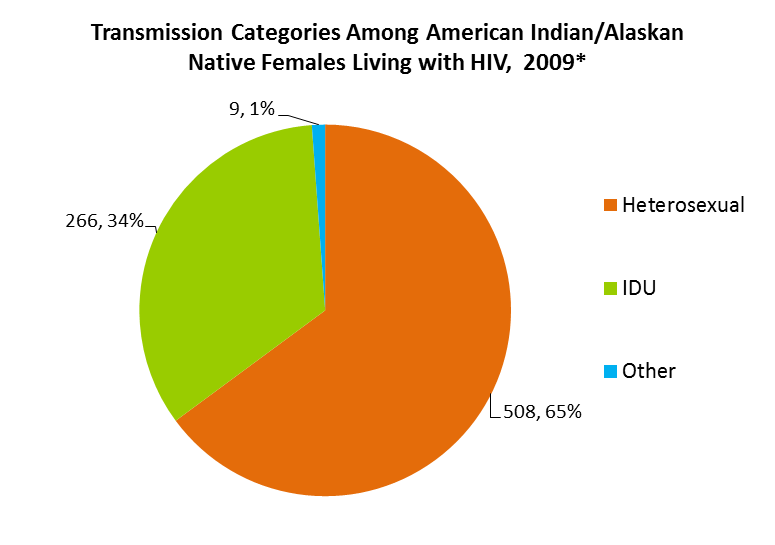 Transmission Categories Among American Indian/Alaskan
Native Females Living with HIV, 2009*
9, 1%
266, 34%
508, 65%
Heterosexual
IDU
Other